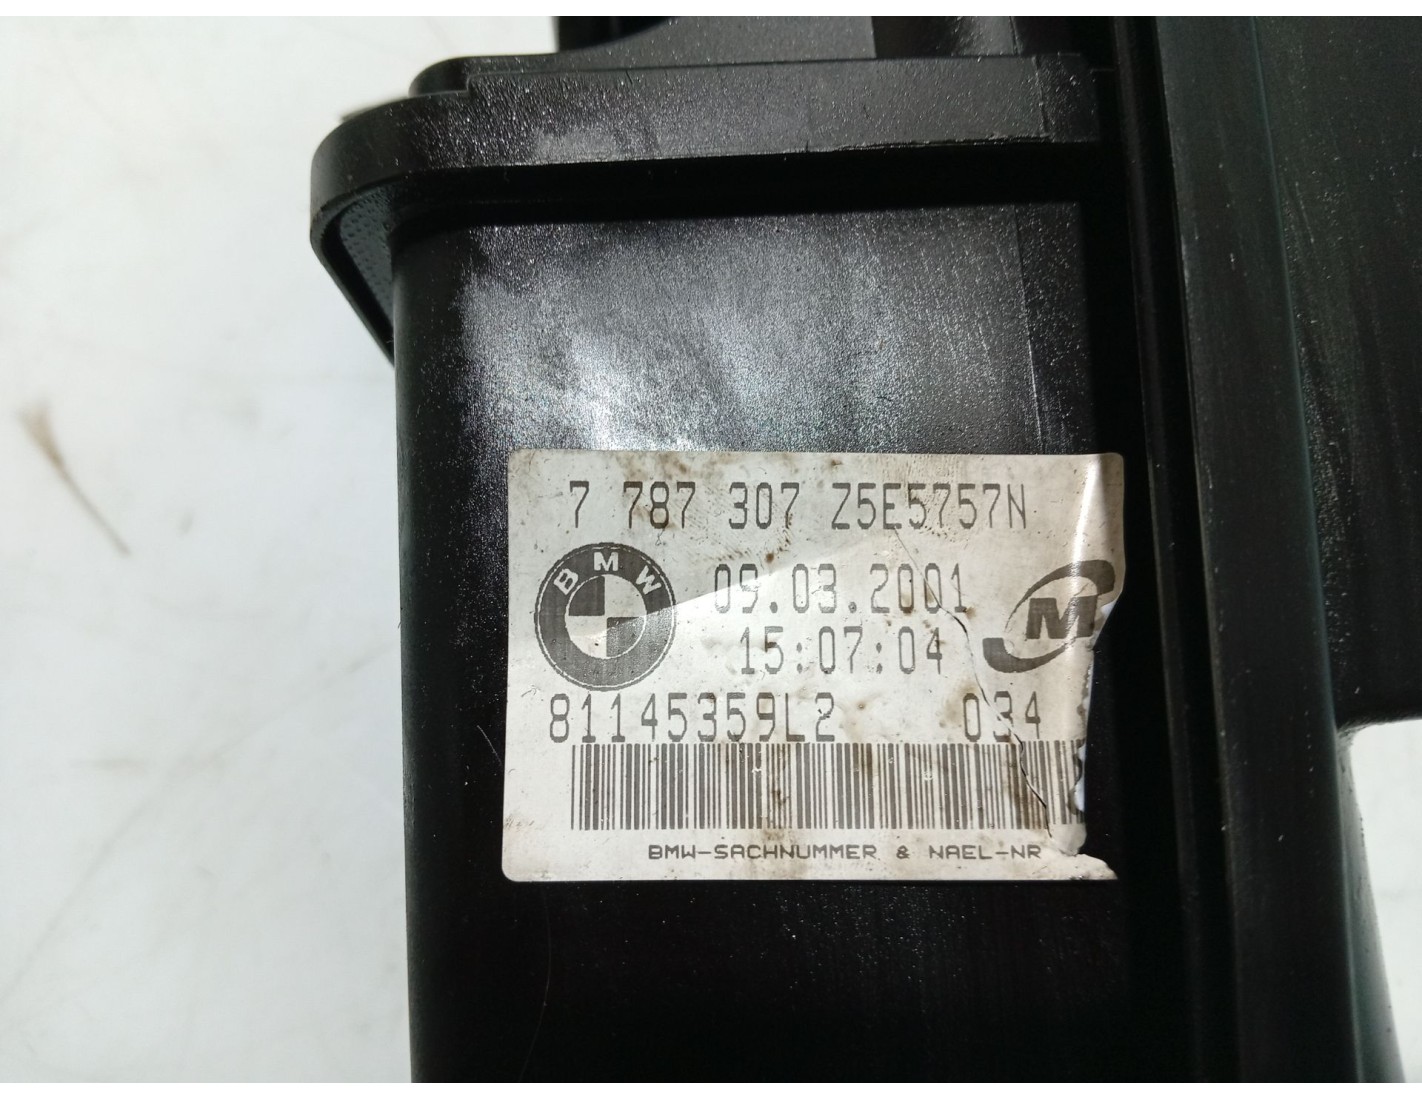 7 787 307 Z5E5757N
BMW
09.03.2001
M
15:07:04
81145359L2 034
BMW-SACHNUMMER & NAEL-NR